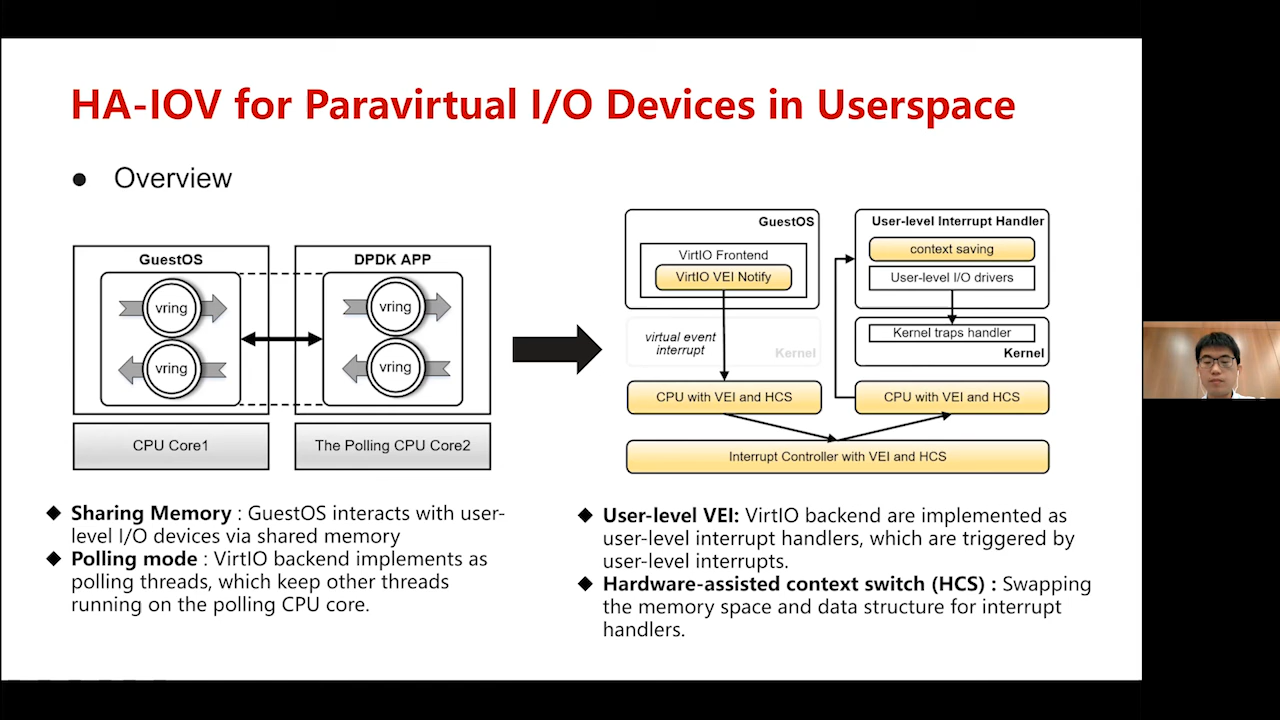 HA-IOV for Paravirtual I/O Devices in Userspace
● Overview
GuestOS
vring
vring
CPU Core1
DPDK APP
vring
vring
The Polling CPU Core2
GuestOS
VirtIO Frontend
VirtIO VEI Notify
virtual event
interrupt
Kernel
CPU with VEI and HCS
User-level Interrupt Handler
context saving
User-level I/O drivers
Kernel traps handler
Kernel
CPU with VEI and HCS
Interrupt Controller with VEI and HCS
◆ Sharing Memory : GuestOS interacts with user-
level I/O devices via shared memory
◆ Polling mode : VirtIO backend implements as
polling threads, which keep other threads
running on the polling CPU core.
◆ User-level VEI: VirtIO backend are implemented as
user-level interrupt handlers, which are triggered by
user-level interrupts.
◆ Hardware-assisted context switch (HCS) : Swapping
the memory space and data structure for interrupt
handlers.